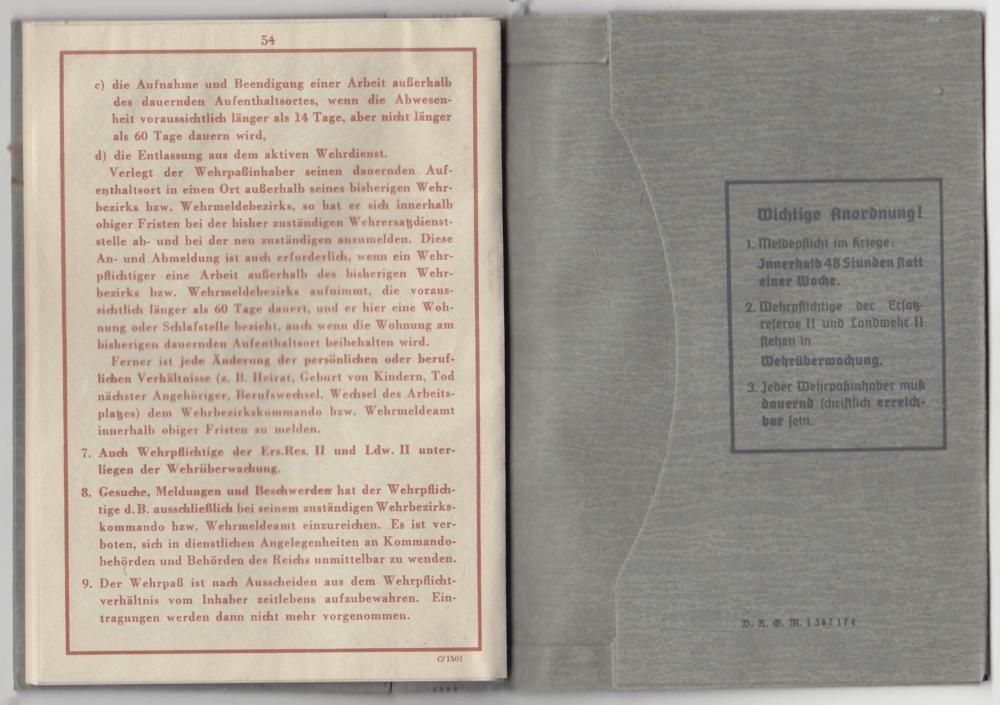 54
c) die Aufnahme und Beendigung einer Arbeit außerhalb
des dauernden Aufenthaltsortes, wenn die Abwesen-
heit voraussichtlich länger als 14 Tage, aber nicht länger
als 60 Tage dauern wird,
d) die Entlassung aus dem aktiven Wehrdienst.
Verlegt der Wehrpaßinhaber seinen dauernden Auf-
enthaltsort in einen Ort außerhalb seines bisherigen Wehr-
bezirks bzw. Wehrmeldebezirks, so hat er sich innerhalb
obiger Fristen bei der bisher zuständigen Wehrersatzdienst-
stelle ab- und bei der neu zuständigen anzumelden. Diese
An- und Abmeldung ist auch erforderlich, wenn ein Wehr-
pflichtiger eine Arbeit außerhalb des bisherigen Wehr-
bezirks bzw. Wehrmeldebezirks aufnimmt, die voraus-
sichtlich länger als 60 Tage dauert, und er hier eine Woh-
nung oder Schlafstelle bezieht, auch wenn die Wohnung am
bisherigen dauernden Aufenthaltsort beibehalten wird.
Ferner ist jede Änderung der persönlichen oder beruf-
lichen Verhältnisse (z. B. Heirat, Geburt von Kindern, Tod
nächster Angehöriger, Berufswechsel, Wechsel des Arbeits-
platzes) dem Wehrbezirkskommando bzw. Wehrmeldeamt
innerhalb obiger Fristen zu melden.
7. Auch Wehrpflichtige der Ers.Res. II und Ldw. II unter-
liegen der Wehrüberwachung.
8. Gesuche, Meldungen und Beschwerden hat der Wehrpflich-
tige d. B. ausschließlich bei seinem zuständigen Wehrbezirks-
kommando bzw. Wehrmeldeamt einzureichen. Es ist ver-
boten, sich in dienstlichen Angelegenheiten an Kommando-
behörden und Behörden des Reichs unmittelbar zu wenden.
9. Der Wehrpaß ist nach Ausscheiden aus dem Wehrpflicht-
verhältnis vom Inhaber zeitlebens aufzubewahren. Ein-
tragungen werden dann nicht mehr vorgenommen.
C/1501
Wichtige Anordnung!
1. Meldepflicht im Kriege:
Innerhalb 48 Stunden statt
einer Woche.
2. Wehrpflichtige der Ersatz-
reserve II und Landwehr II
stehen in
Wehrüberwachung.
3. Jeder Wehrpaßinhaber muß
dauernd schriftlich erreich-
bar sein.
D. R. G. M. 1 367 174